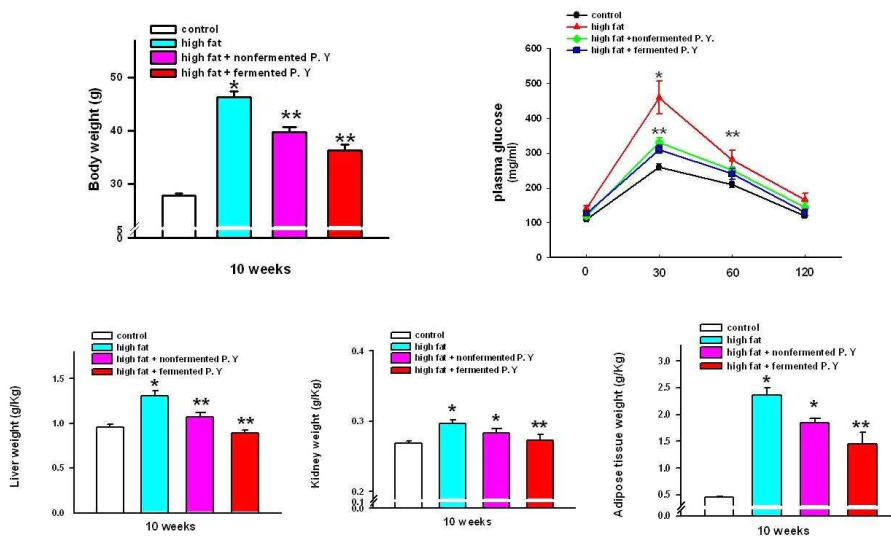 control
high fat
high fat + nonfermented P. Y
high fat + fermented P. Y
Body weight (g)
50
40
30
5
0
*
**
**
10 weeks
control
high fat
high fat +nonfermented P. Y.
high fat + fermented P. Y
plasma glucose
(mg/ml)
600
500
400
300
200
100
0
*
**
**
0 30 60 120
control
high fat
high fat + nonfermented P. Y
high fat + fermented P. Y
Liver weight (g/Kg)
1.5
1.0
0.5
0.0
*
**
**
10 weeks
control
high fat
high fat + nonfermented P. Y
high fat + fermented P. Y
Kidney weight (g/Kg)
0.4
0.3
0.2
0.1
0.0
*
*
**
10 weeks
control
high fat
high fat + nonfermented P. Y
high fat + fermented P. Y
Adipose tissue weight (g/Kg)
3.0
2.5
2.0
1.5
1.0
0.5
0.0
*
*
**
10 weeks